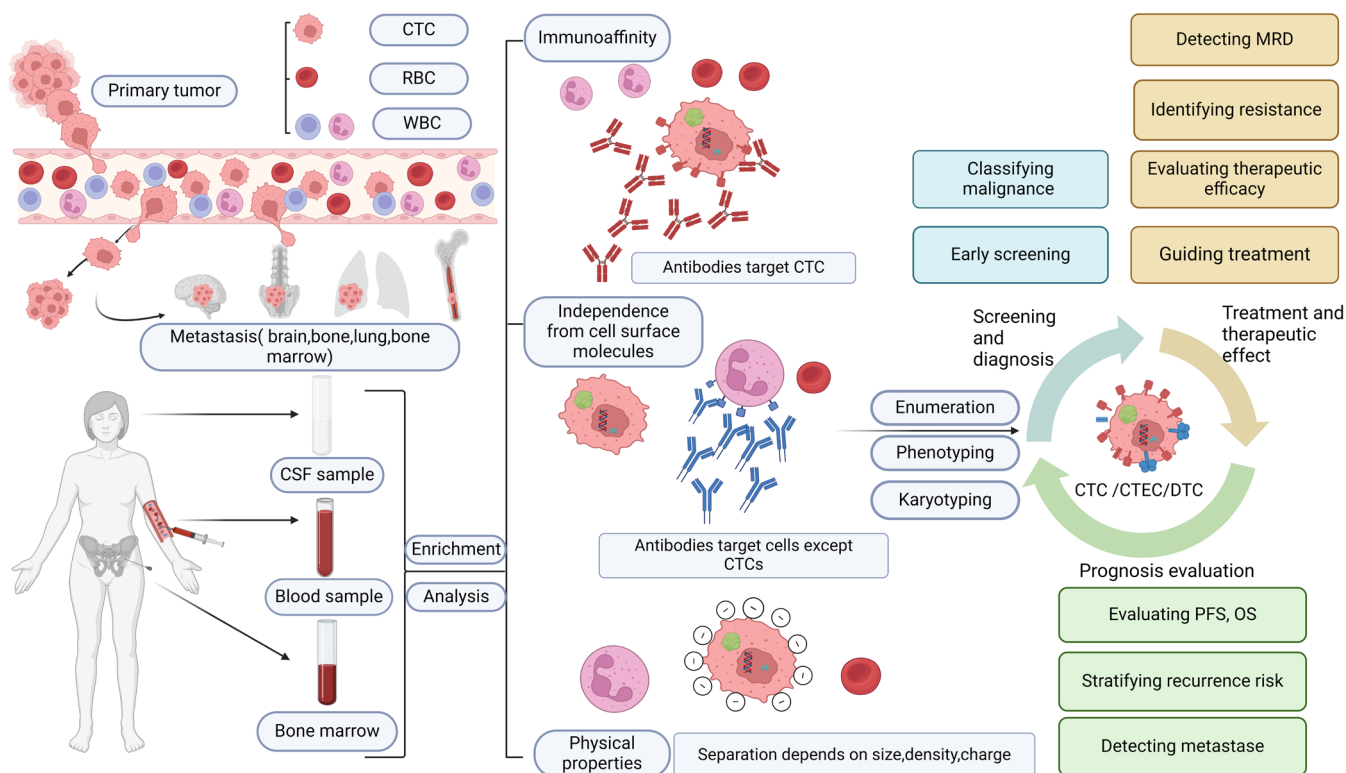 Primary tumor
CTC
RBC
WBC
Metastasis( brain,bone,lung,bone
marrow)
CSF sample
Blood sample
Bone marrow
Enrichment
Analysis
Immunoaffinity
Antibodies target CTC
Independence
from cell surface
molecules
Antibodies target cells except
CTCs
Physical
properties
Separation depends on size,density,charge
Enumeration
Phenotyping
Karyotyping
Classifying
malignance
Early screening
Detecting MRD
Identifying resistance
Evaluating therapeutic
efficacy
Guiding treatment
Screening
and
diagnosis
Treatment and
therapeutic
effect
CTC /CTEC/DTC
Prognosis evaluation
Evaluating PFS, OS
Stratifying recurrence risk
Detecting metastase